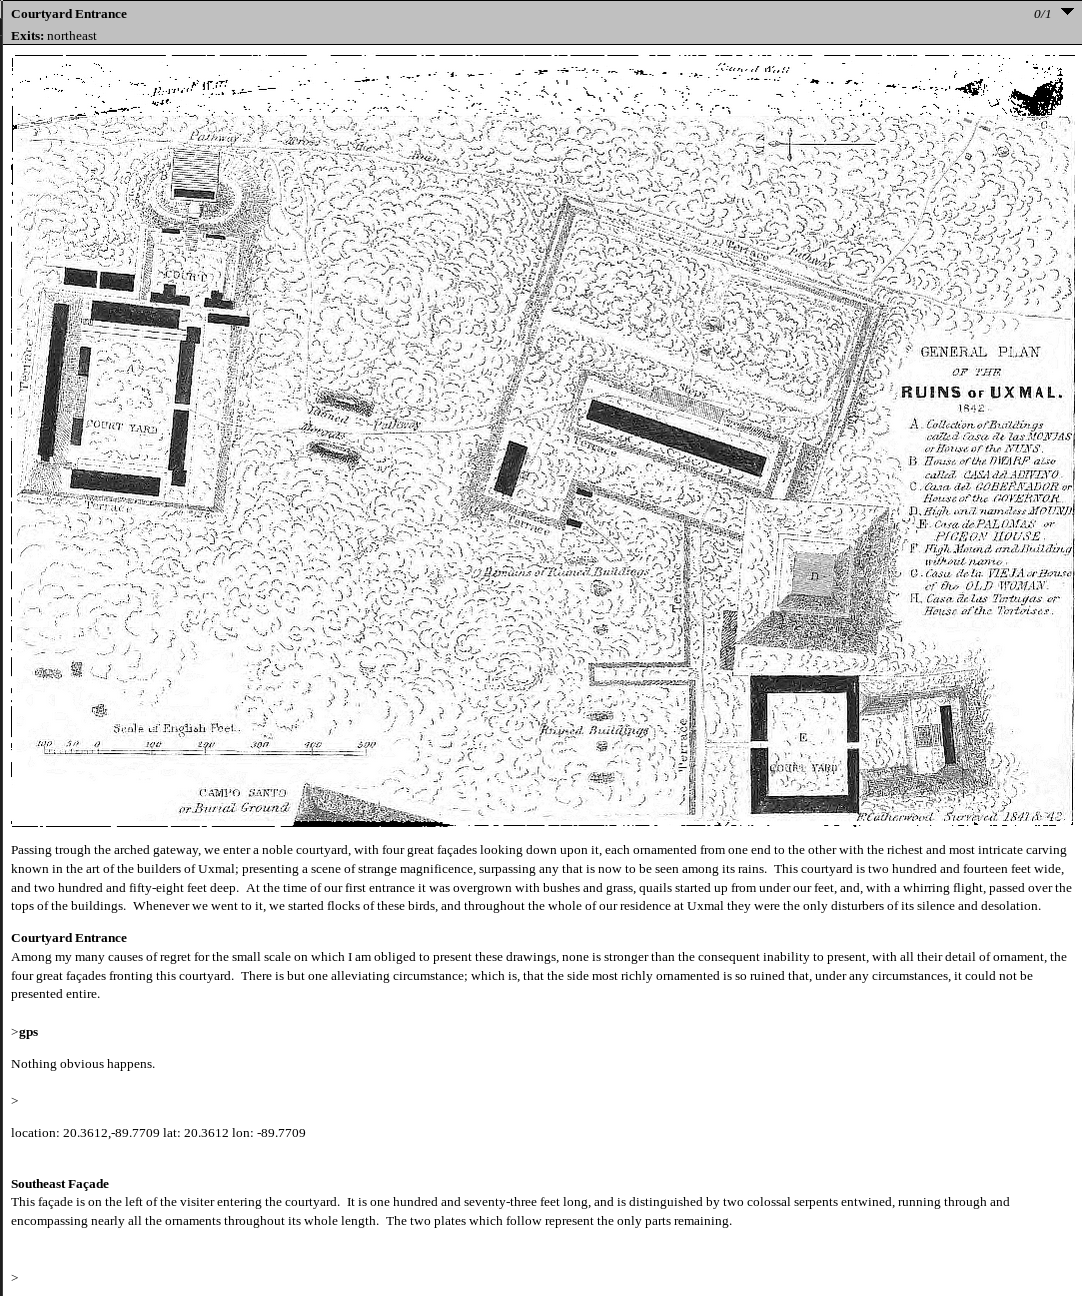 Courtyard Entrance 0/1
Exits: northeast
Ruined Wall
Ruined Wall
Pathway across the Ruins
Terrace
Pathway
COURT
Terrace
COURT YARD
Terrace
Ruined Mounds
Pathway
Steps
Terrace
GENERAL PLAN
OF THE
RUINS OF UXMAL.
1842.
A. Collection of Buildings
called Casa de las MONJAS
or House of the NUNS.
B House of the DWARF also
called CASA del ADIVINO.
C. Casa del GOBERNADOR or
House of the GOVERNOR.
D. High and nameless MOUND
E. Casa de PALOMAS or
PIGEON HOUSE.
F. High Mound and Building
without name.
G. Casa de la VIEJA or House
of the OLD WOMAN.
H. Casa de las Tortugas or
House of the Tortoises.
D
Remains of Ruined Buildings
Ruined Buildings
Terrace
E
COURT YARD
F
Scale of English Feet.
100 50 0 100 200 300 400 500
CAMPO SANTO
or Burial Ground
F. Catherwood Surveyed 1841 & 42.
Passing trough the arched gateway, we enter a noble courtyard, with four great façades looking down upon it, each ornamented from one end to the other with the richest and most intricate carving
known in the art of the builders of Uxmal; presenting a scene of strange magnificence, surpassing any that is now to be seen among its rains. This courtyard is two hundred and fourteen feet wide,
and two hundred and fifty-eight feet deep. At the time of our first entrance it was overgrown with bushes and grass, quails started up from under our feet, and, with a whirring flight, passed over the
tops of the buildings. Whenever we went to it, we started flocks of these birds, and throughout the whole of our residence at Uxmal they were the only disturbers of its silence and desolation.
Courtyard Entrance
Among my many causes of regret for the small scale on which I am obliged to present these drawings, none is stronger than the consequent inability to present, with all their detail of ornament, the
four great façades fronting this courtyard. There is but one alleviating circumstance; which is, that the side most richly ornamented is so ruined that, under any circumstances, it could not be
presented entire.
>gps
Nothing obvious happens.
>
location: 20.3612,-89.7709 lat: 20.3612 lon: -89.7709
Southeast Façade
This façade is on the left of the visiter entering the courtyard. It is one hundred and seventy-three feet long, and is distinguished by two colossal serpents entwined, running through and
encompassing nearly all the ornaments throughout its whole length. The two plates which follow represent the only parts remaining.
>